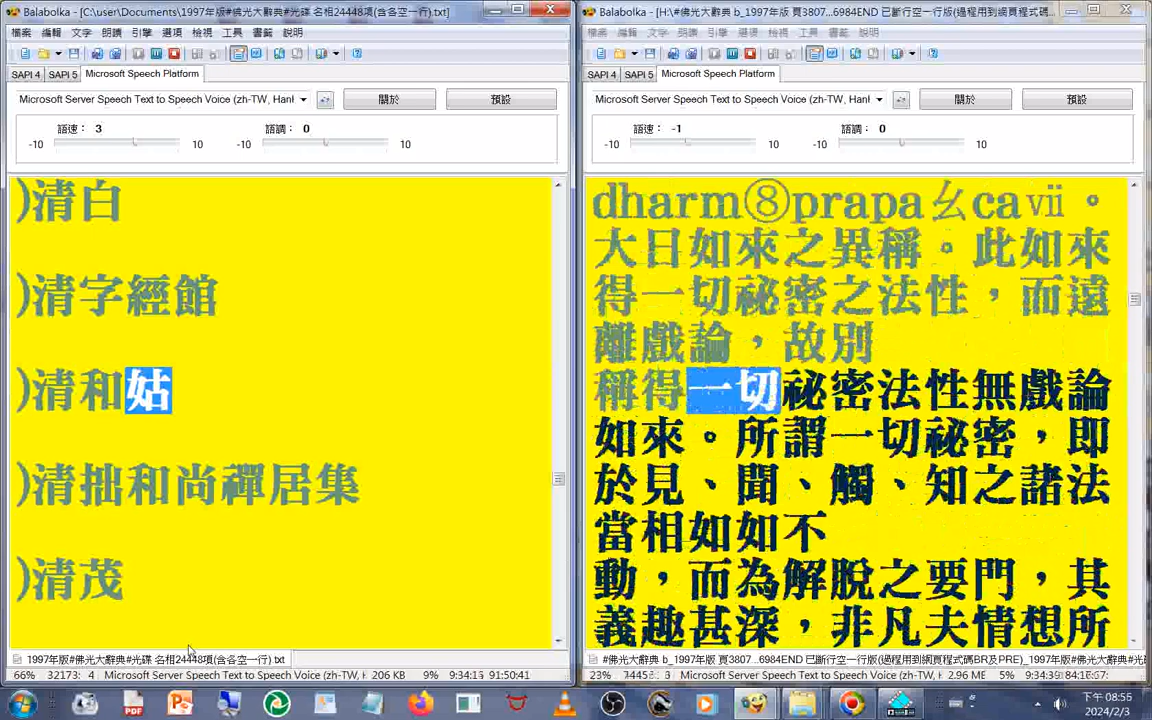 Balabolka - [C:\user\Documents\1997年版#佛光大辭典#光碟 名相24448項(含各空一行).txt]
檔案 編輯 文字 朗讀 引擎 選項 檢視 工具 書籤 說明
SAPI 4 SAPI 5 Microsoft Speech Platform
Microsoft Server Speech Text to Speech Voice (zh-TW, Hanl 關於 預設
語速： 3 語調： 0
-10 10 -10 10
)清白
)清字經館
)清和姑
)清拙和尚禪居集
)清茂
1997年版#佛光大辭典#光碟 名相24448項(含各空一行).txt
66% 32173: 4 Microsoft Server Speech Text to Speech Voice (zh-TW, H 206 KB 9% 9:34:15 91:50:41
Balabolka - [H:\#佛光大辭典 b_1997年版 頁3807...6984END 已斷行空一行版(過程用到網頁程式碼
檔案 編輯 文字 朗讀 引擎 選項 檢視 工具 書籤 說明
SAPI 4 SAPI 5 Microsoft Speech Platform
Microsoft Server Speech Text to Speech Voice (zh-TW, Hanl 關於 預設
語速： -1 語調： 0
-10 10 -10 10
dharm⑧prapa幺caⅶ。
大日如來之異稱。此如來
得一切祕密之法性，而遠
離戲論，故別
稱得一切祕密法性無戲論
如來。所謂一切祕密，即
於見、聞、觸、知之諸法
當相如如不
動，而為解脫之要門，其
義趣甚深，非凡夫情想所
#佛光大辭典 b_1997年版 頁3807...6984END 已斷行空一行版(過程用到網頁程式碼BR及PRE)_1997年版#光
23% Microsoft Server Speech Text to Speech Voice (zh-TW, H 2.96 MB 5%
下午 08:55
2024/2/3